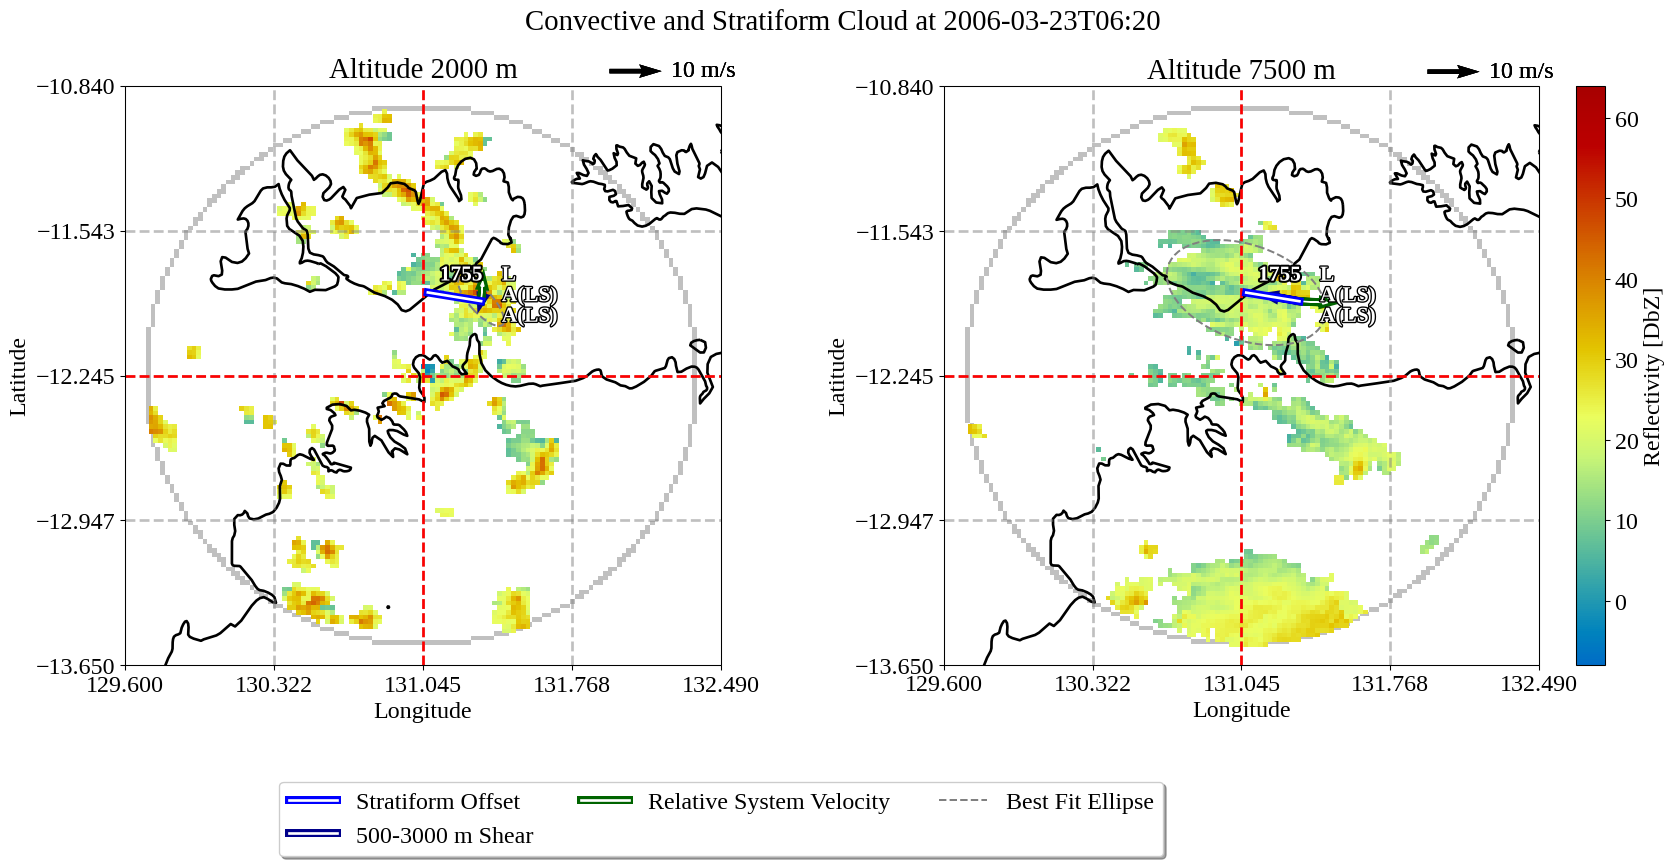 Convective and Stratiform Cloud at 2006-03-23T06:20
Altitude 2000 m
10 m/s
−10.840
−11.543
−12.245
−12.947
−13.650
129.600
130.322
131.045
131.768
132.490
Latitude
Longitude
1755
L
A(LS)
A(LS)
Altitude 7500 m
10 m/s
−10.840
−11.543
−12.245
−12.947
−13.650
129.600
130.322
131.045
131.768
132.490
Latitude
Longitude
1755
L
A(LS)
A(LS)
60
50
40
30
20
10
0
Reflectivity [DbZ]
Stratiform Offset
500-3000 m Shear
Relative System Velocity
Best Fit Ellipse